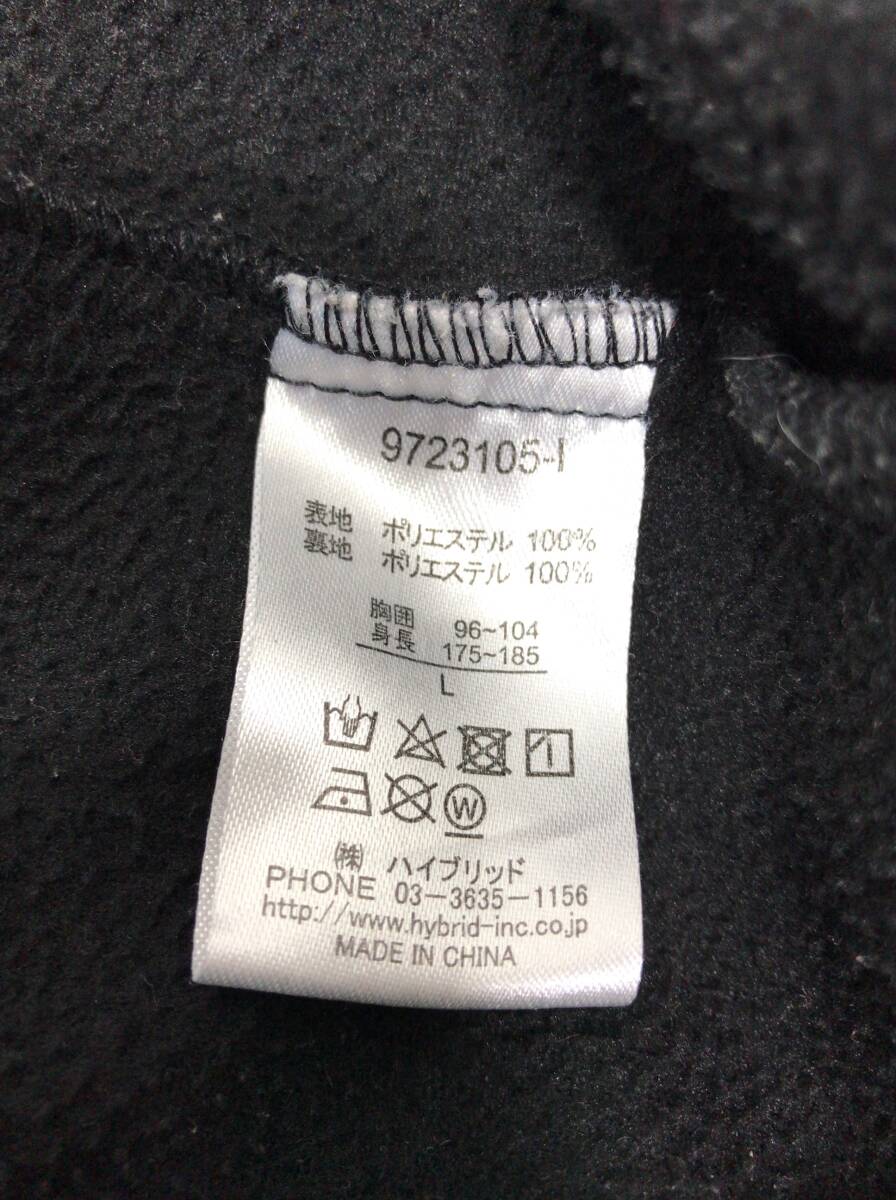 9723105-I
表地 ポリエステル 100%
裏地 ポリエステル 100%
胸囲 96~104
身長 175~185
L
W
㈱ ハイブリッド
PHONE 03-3635-1156
http://www.hybrid-inc.co.jp
MADE IN CHINA